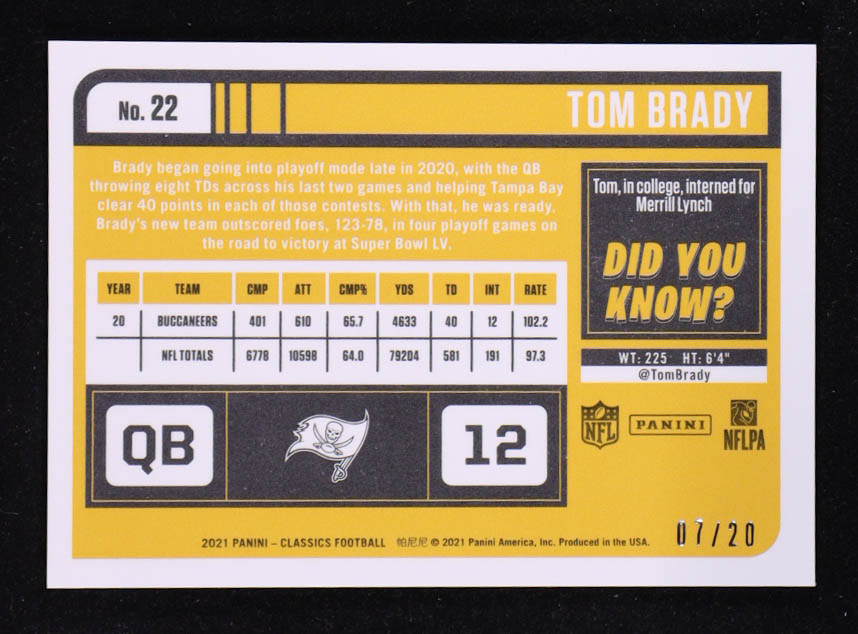 No. 22
TOM BRADY
Brady began going into playoff mode late in 2020, with the QB
throwing eight TDs across his last two games and helping Tampa Bay
clear 40 points in each of those contests. With that, he was ready.
Brady's new team outscored foes, 123-78, in four playoff games on
the road to victory at Super Bowl LV.
Tom, in college, interned for
Merrill Lynch
DID YOU
KNOW?
YEAR TEAM CMP ATT CMP% YDS TD INT RATE
20 BUCCANEERS 401 610 65.7 4633 40 12 102.2
NFL TOTALS 6778 10598 64.0 79204 581 191 97.3
WT: 225 HT: 6'4"
@TomBrady
QB
12
NFL
PANINI
NFLPA
07/20
2021 PANINI – CLASSICS FOOTBALL 帕尼尼 © 2021 Panini America, Inc. Produced in the USA.